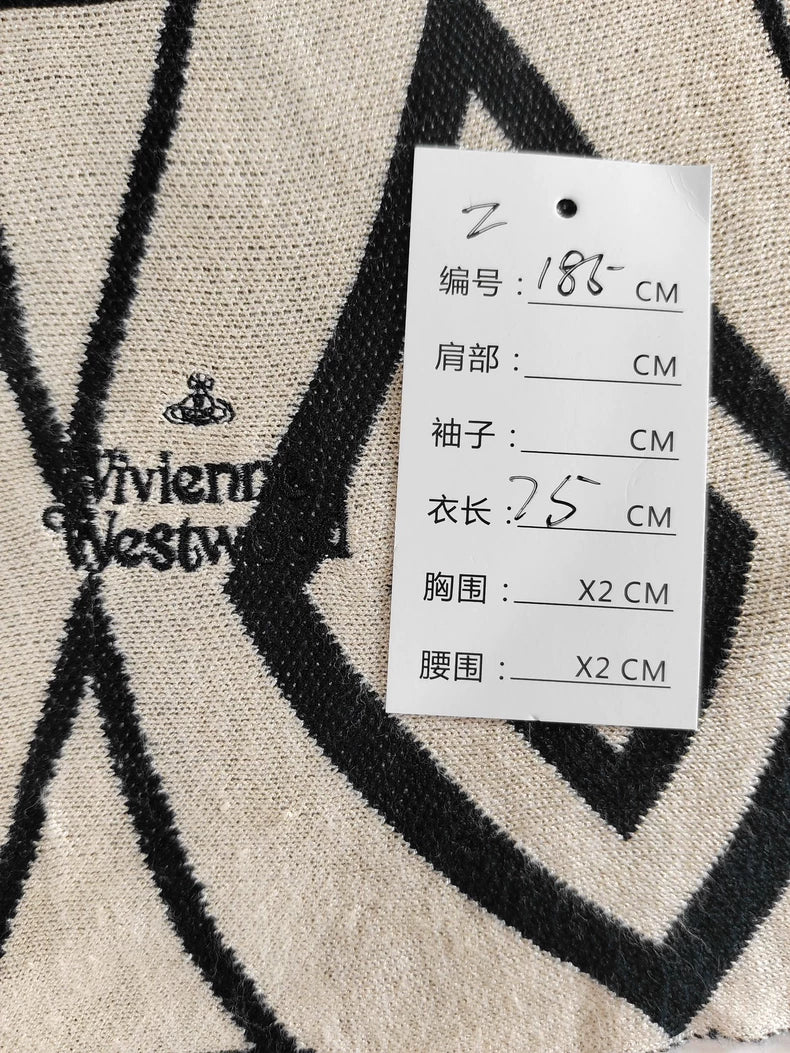 Vivienne
Westwood
Z
编号：185 CM
肩部：CM
袖子：CM
衣长：75 CM
胸围：X2 CM
腰围：X2 CM